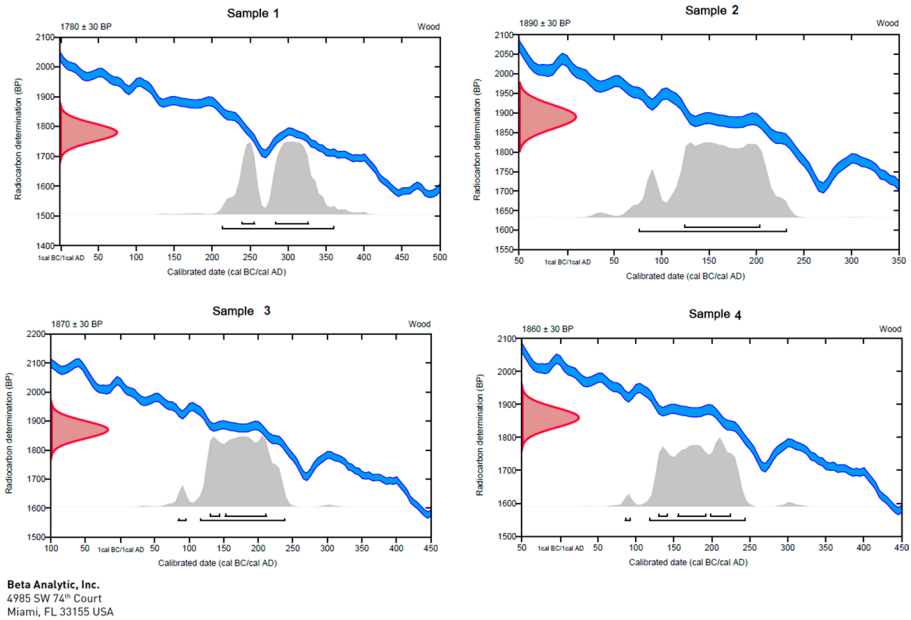 Sample 1
1780 ± 30 BP Wood
2100
2000
1900
1800
1700
1600
1500
1400
Radiocarbon determination (BP)
1cal BC/1cal AD 50 100 150 200 250 300 350 400 450 500
Calibrated date (cal BC/cal AD)
Sample 2
1890 ± 30 BP Wood
2100
2050
2000
1950
1900
1850
1800
1750
1700
1650
1600
1550
Radiocarbon determination (BP)
50 1cal BC/1cal AD 50 100 150 200 250 300 350
Calibrated date (cal BC/cal AD)
Sample 3
1870 ± 30 BP Wood
2200
2100
2000
1900
1800
1700
1600
1500
Radiocarbon determination (BP)
100 50 1cal BC/1cal AD 50 100 150 200 250 300 350 400 450
Calibrated date (cal BC/cal AD)
Sample 4
1860 ± 30 BP Wood
2100
2000
1900
1800
1700
1600
1500
Radiocarbon determination (BP)
50 1cal BC/1cal AD 50 100 150 200 250 300 350 400 450
Calibrated date (cal BC/cal AD)
Beta Analytic, Inc.
4985 SW 74th Court
Miami, FL 33155 USA